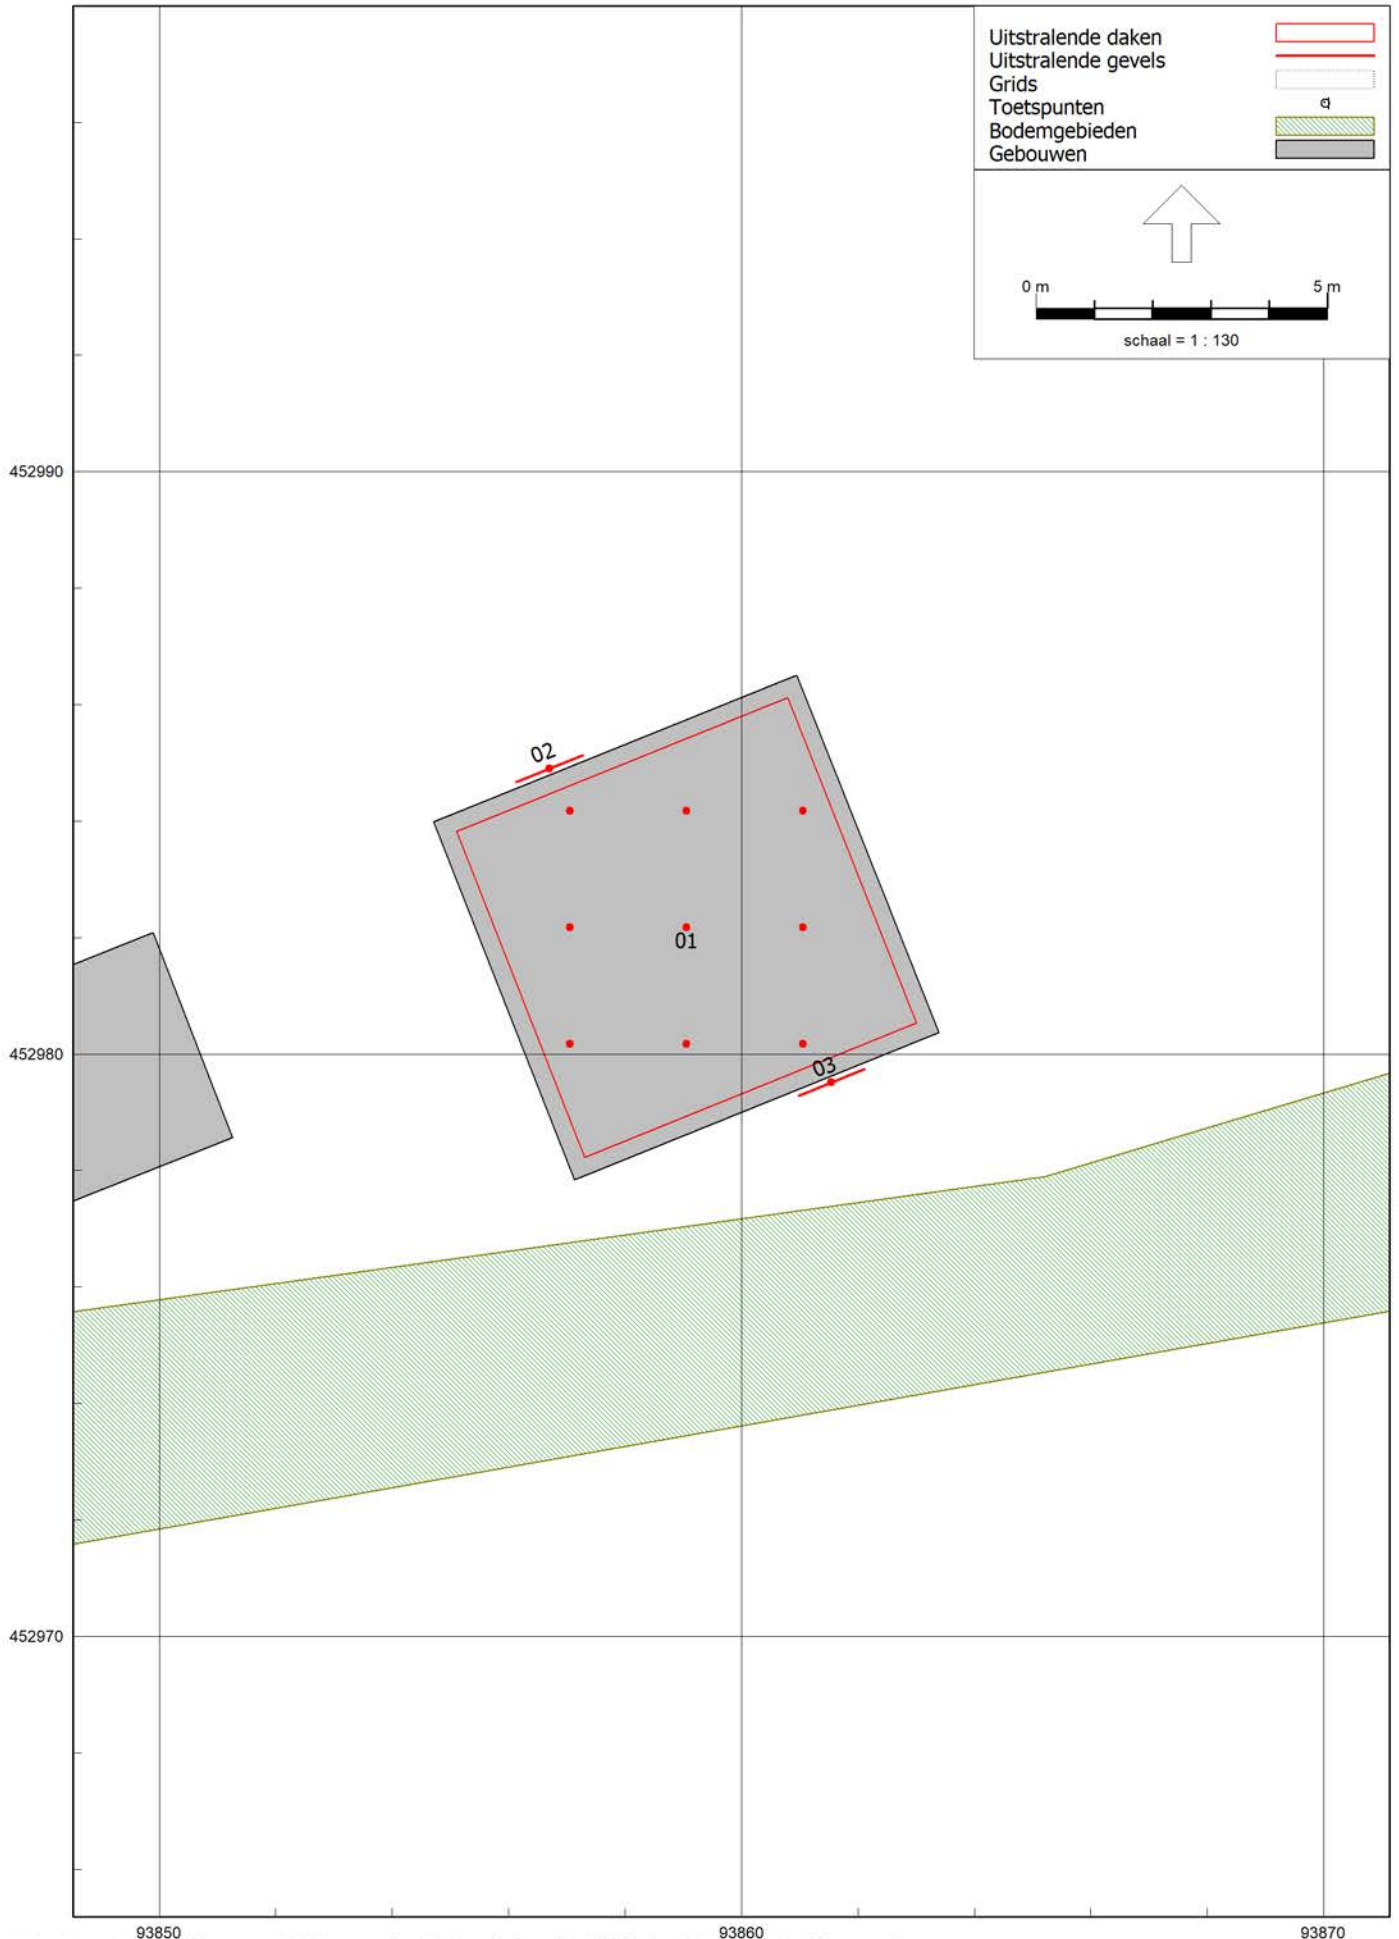 Uitstralende daken
Uitstralende gevels
Grids
Toetspunten
Bodemgebieden
Gebouwen
0 m 5 m
schaal = 1 : 130
452990
02
01
452980
03
452970
93850 93860 93870